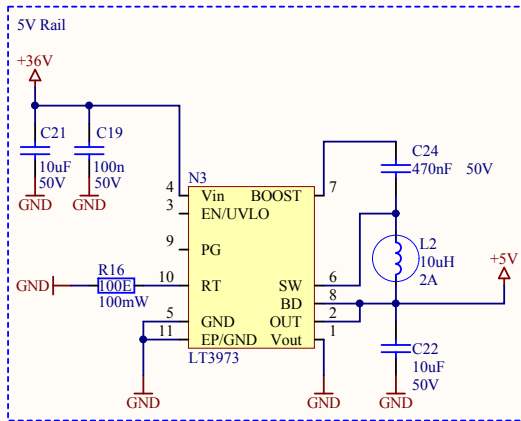 5V Rail
+36V
C21
10uF
50V
GND
C19
100n
50V
GND
N3
4 Vin
3 EN/UVLO
9 PG
10 RT
5 GND
11 EP/GND
BOOST 7
SW 6
BD 8
OUT 2
Vout 1
LT3973
GND
R16
100E
100mW
GND
GND
C24
470nF 50V
L2
10uH
2A
+5V
C22
10uF
50V
GND